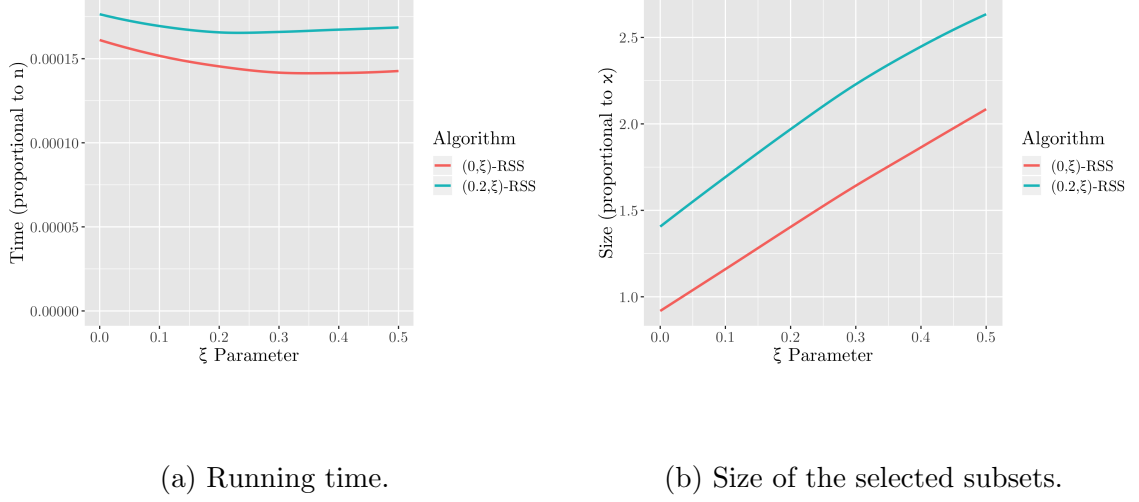 Time (proportional to n)
0.00015
0.00010
0.00005
0.00000
0.0 0.1 0.2 0.3 0.4 0.5
ξ Parameter
Algorithm
(0,ξ)-RSS
(0.2,ξ)-RSS
(a) Running time.
Size (proportional to ϰ)
2.5
2.0
1.5
1.0
0.0 0.1 0.2 0.3 0.4 0.5
ξ Parameter
Algorithm
(0,ξ)-RSS
(0.2,ξ)-RSS
(b) Size of the selected subsets.